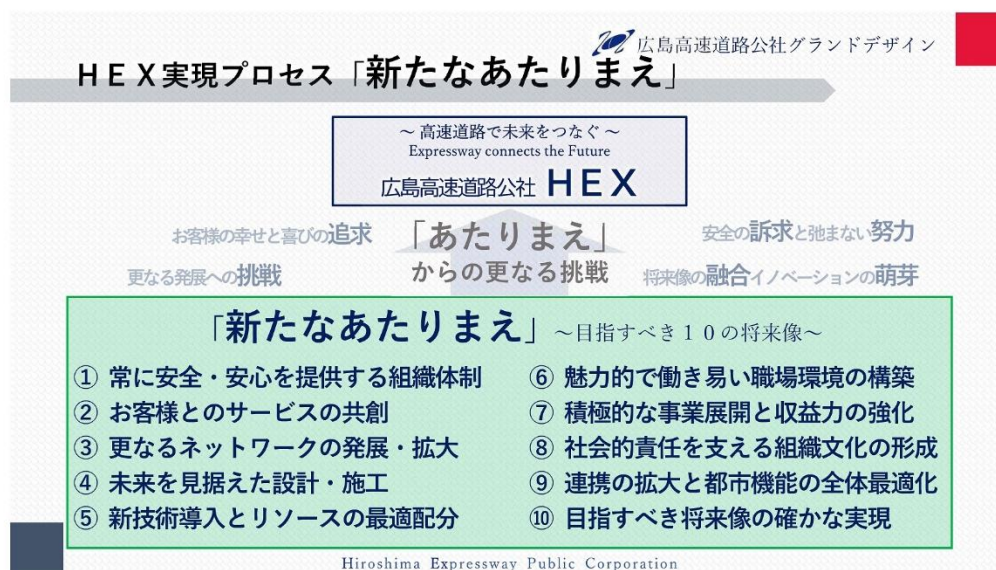 広島高速道路公社グランドデザイン
HEX実現プロセス「新たなあたりまえ」
～高速道路で未来をつなぐ～
Expressway connects the Future
広島高速道路公社 HEX
お客様の幸せと喜びの追求
「あたりまえ」
安全の訴求と弛まない努力
更なる発展への挑戦
からの更なる挑戦
将来像の融合イノベーションの萌芽
「新たなあたりまえ」～目指すべき10の将来像～
① 常に安全・安心を提供する組織体制
② お客様とのサービスの共創
③ 更なるネットワークの発展・拡大
④ 未来を見据えた設計・施工
⑤ 新技術導入とリソースの最適配分
⑥ 魅力的で働き易い職場環境の構築
⑦ 積極的な事業展開と収益力の強化
⑧ 社会的責任を支える組織文化の形成
⑨ 連携の拡大と都市機能の全体最適化
⑩ 目指すべき将来像の確かな実現
Hiroshima Expressway Public Corporation